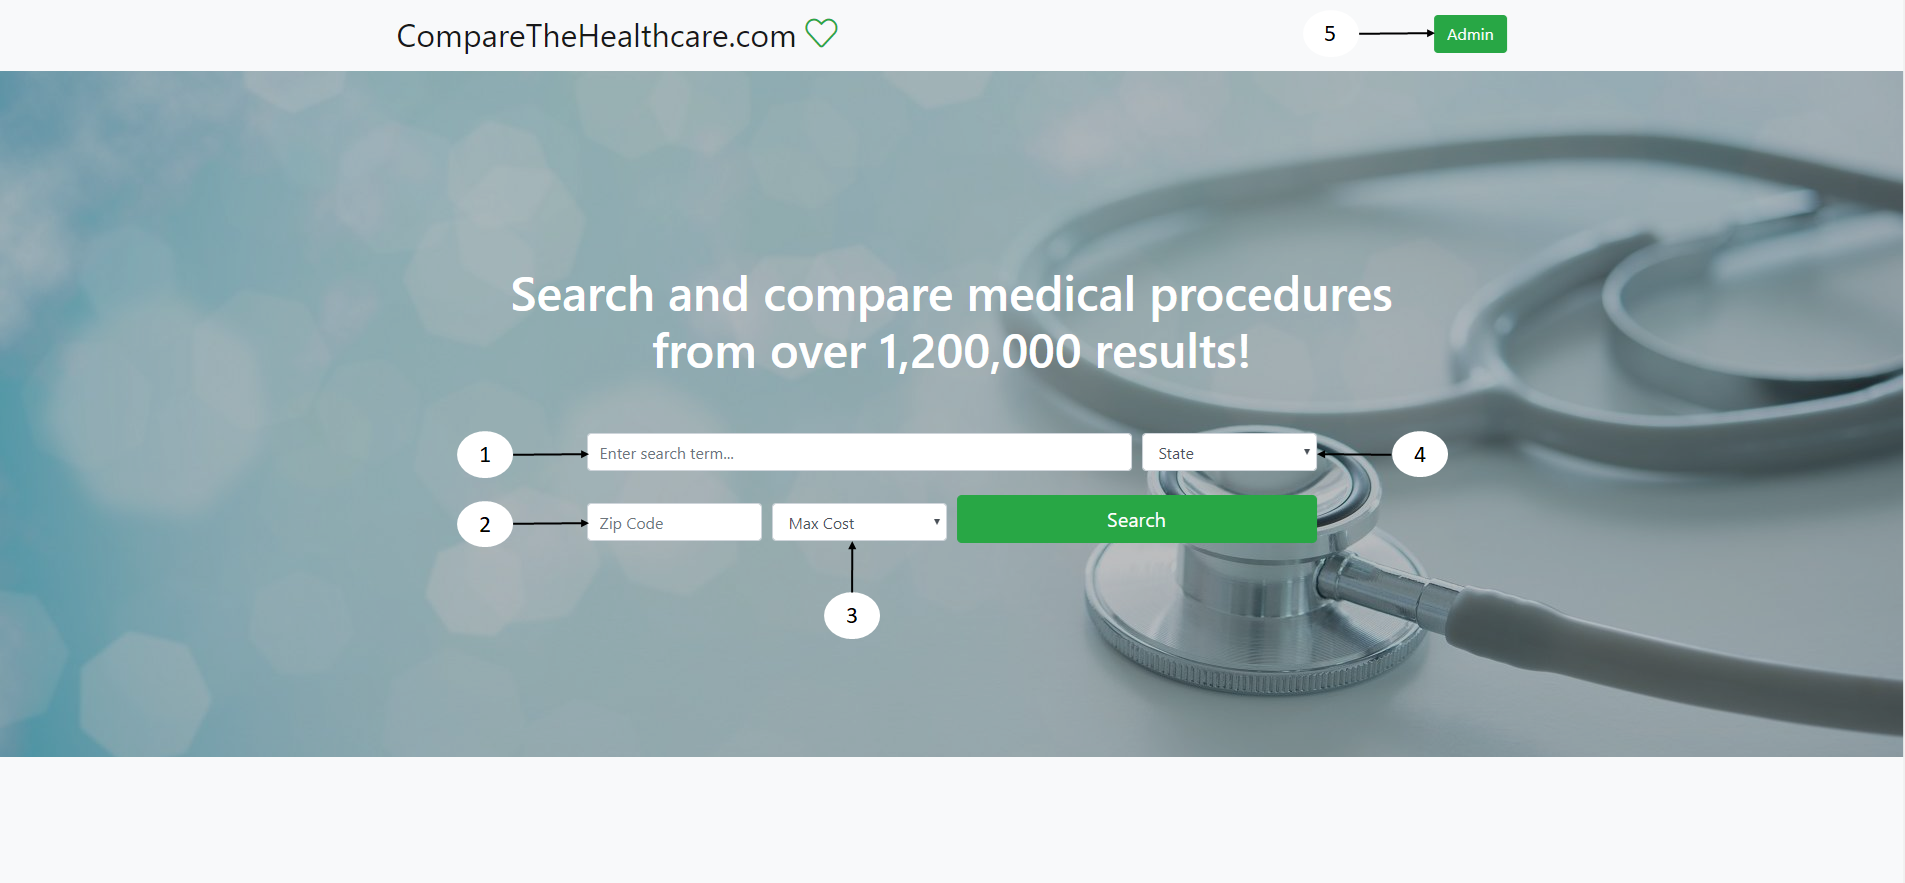 CompareTheHealthcare.com
5
Admin
Search and compare medical procedures
from over 1,200,000 results!
1
Enter search term...
State
4
2
Zip Code
Max Cost
Search
3